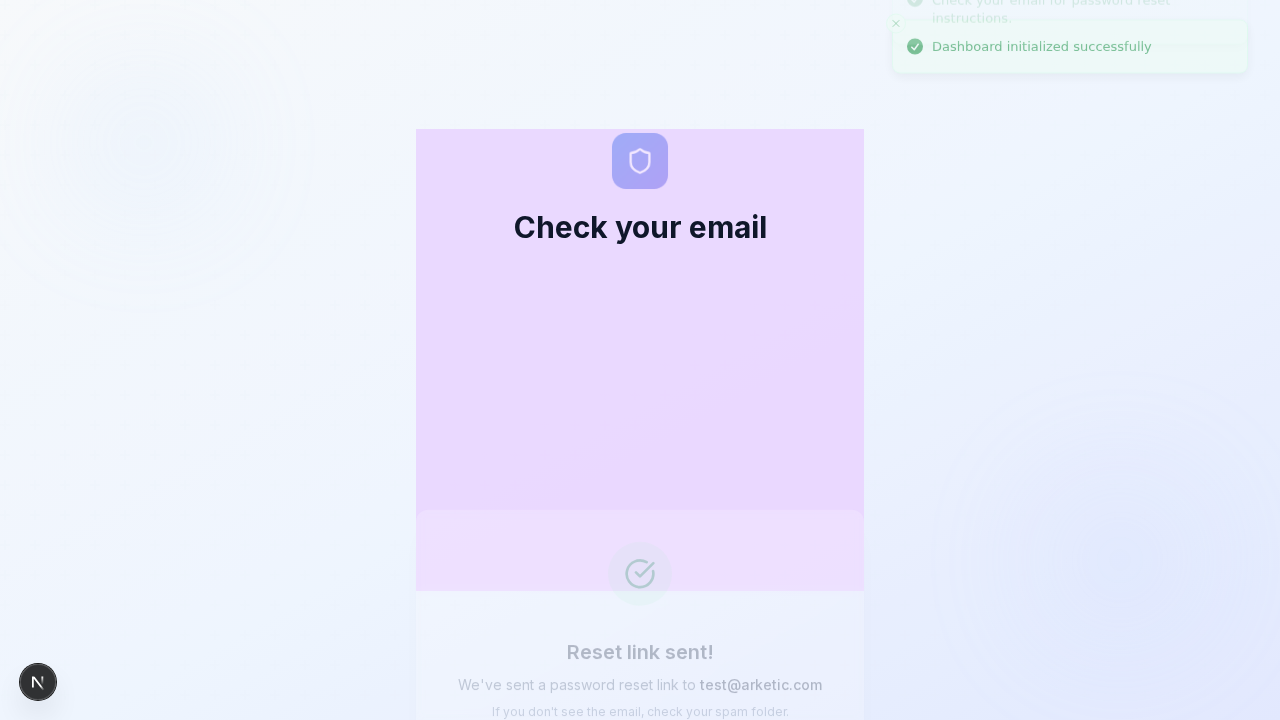 Check your email for password reset
instructions.
Dashboard initialized successfully
Check your email
Reset link sent!
We've sent a password reset link to test@arketic.com
If you don't see the email, check your spam folder.
N